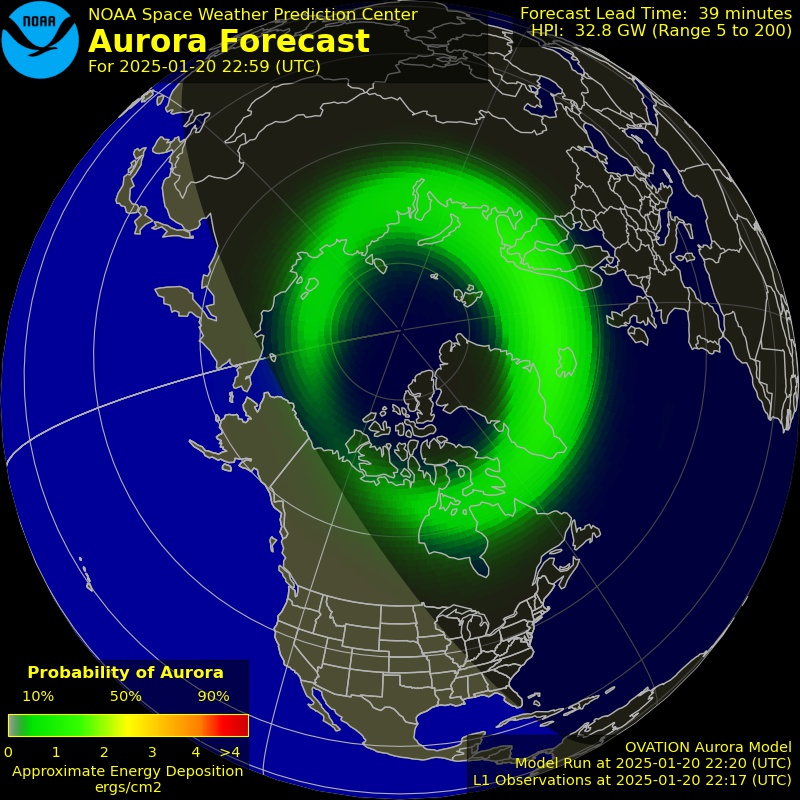 NOAA
NOAA Space Weather Prediction Center
Aurora Forecast
For 2025-01-20 22:59 (UTC)
Forecast Lead Time: 39 minutes
HPI: 32.8 GW (Range 5 to 200)
Probability of Aurora
10% 50% 90%
0 1 2 3 4 >4
Approximate Energy Deposition
ergs/cm2
OVATION Aurora Model
Model Run at 2025-01-20 22:20 (UTC)
L1 Observations at 2025-01-20 22:17 (UTC)